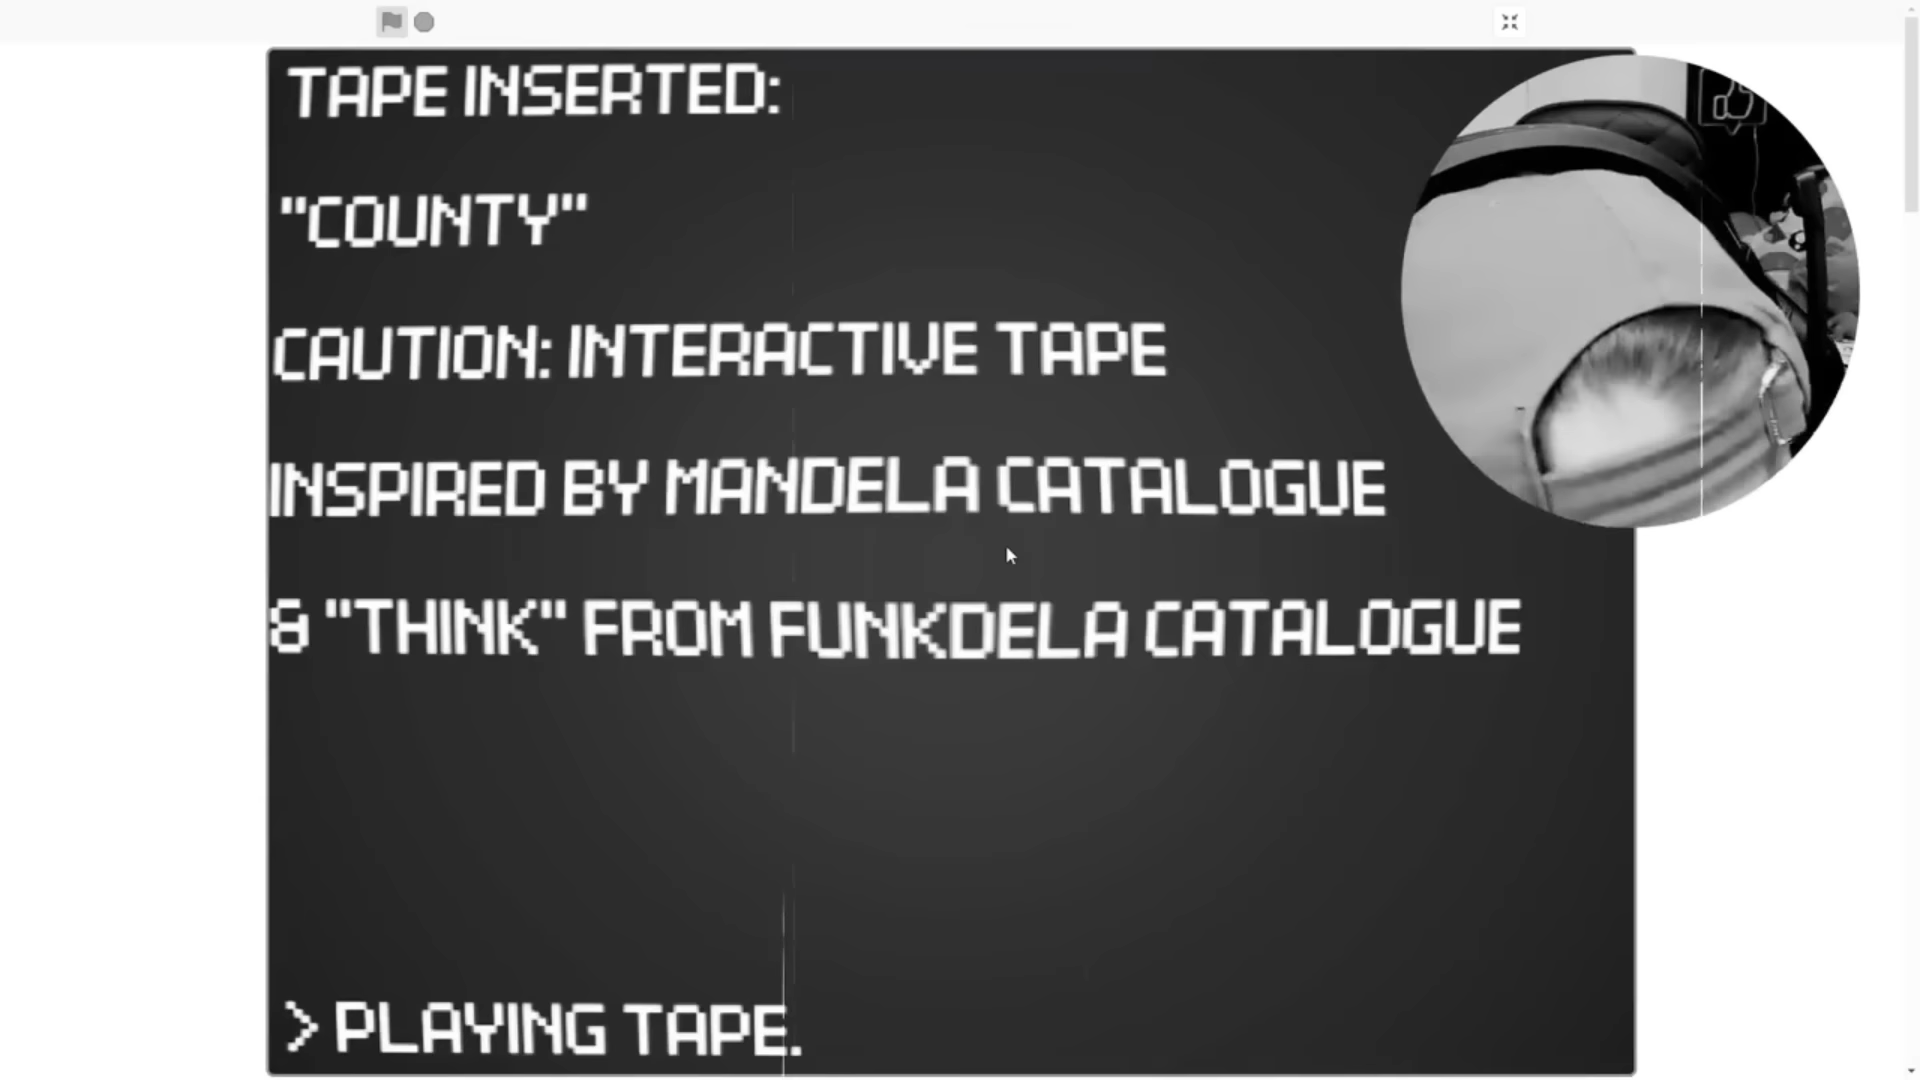 TAPE INSERTED:
"COUNTY"
CAUTION: INTERACTIVE TAPE
INSPIRED BY MANDELA CATALOGUE
& "THINK" FROM FUNKDELA CATALOGUE
> PLAYING TAPE.